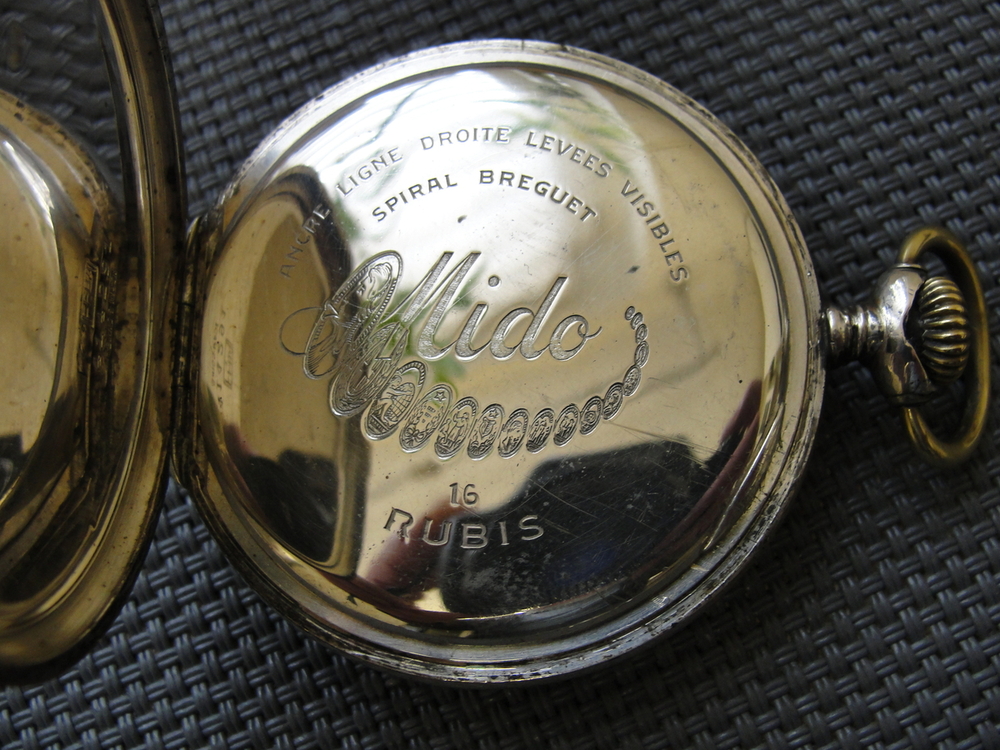 ANCRE LIGNE DROITE LEVEES VISIBLES
SPIRAL BREGUET
Mido
16
RUBIS